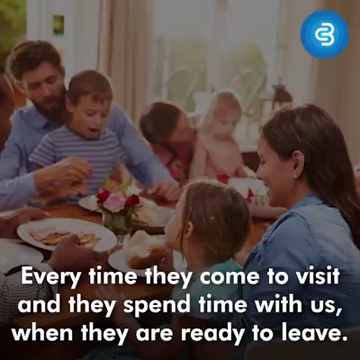 Every time they come to visit
and they spend time with us,
when they are ready to leave.